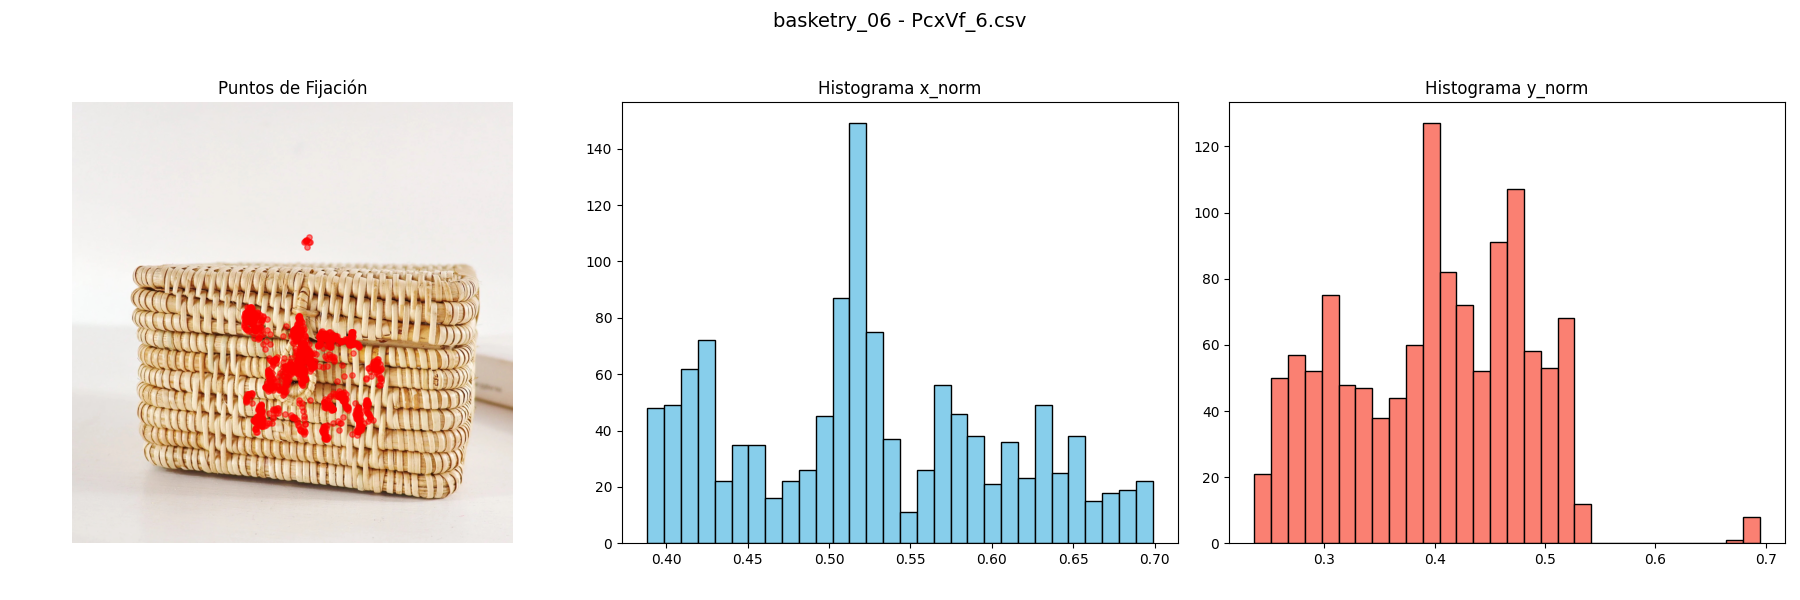 basketry_06 - PcxVf_6.csv
Puntos de Fijación
Histograma x_norm
140
120
100
80
60
40
20
0
0.40 0.45 0.50 0.55 0.60 0.65 0.70
Histograma y_norm
120
100
80
60
40
20
0
0.3 0.4 0.5 0.6 0.7